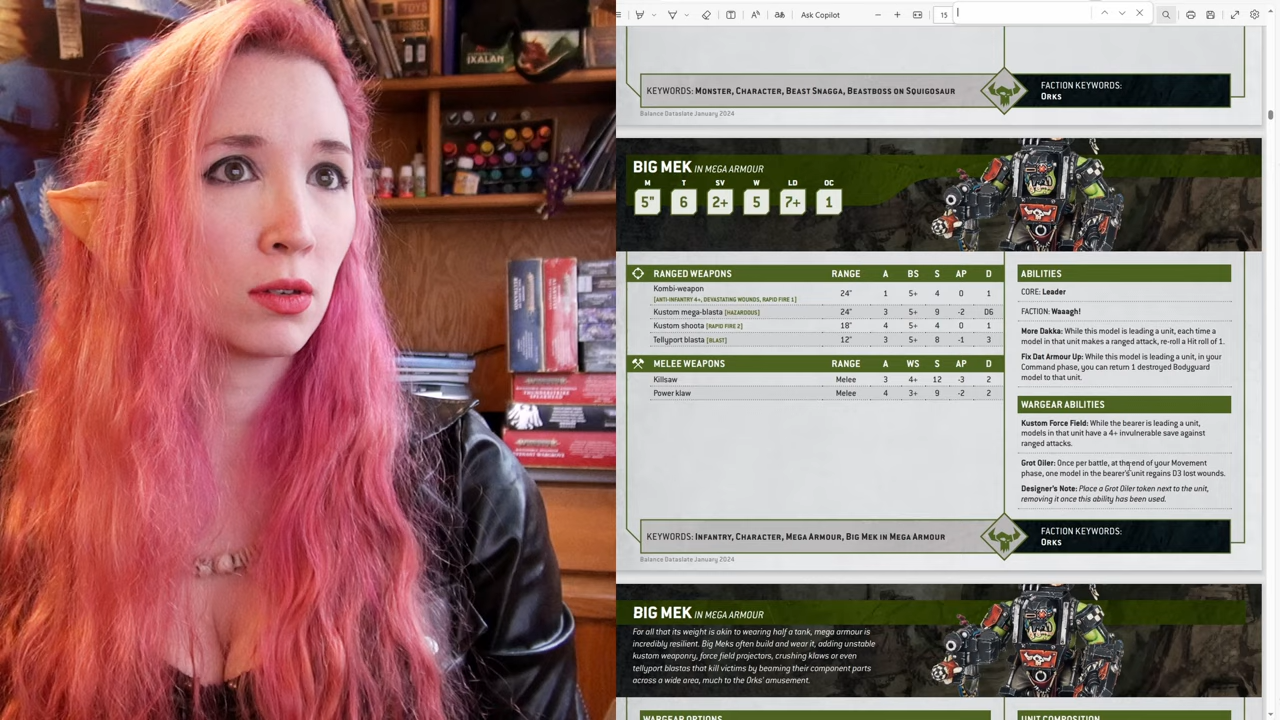 TOYS
IXALAN
Ask Copilot
15
KEYWORDS: MONSTER, CHARACTER, BEAST SNAGGA, BEASTBOSS ON SQUIGOSAUR
FACTION KEYWORDS:
ORKS
Balance Dataslate January 2024
BIG MEK IN MEGA ARMOUR
M T SV W LD OC
5" 6 2+ 5 7+ 1
RANGED WEAPONS RANGE A BS S AP D
Kombi-weapon 24" 1 5+ 4 0 1
[ANTI-INFANTRY 4+, DEVASTATING WOUNDS, RAPID FIRE 1]
Kustom mega-blasta [HAZARDOUS] 24" 3 5+ 9 -2 D6
Kustom shoota [RAPID FIRE 2] 18" 4 5+ 4 0 1
Tellyport blasta [BLAST] 12" 3 5+ 8 -1 3
MELEE WEAPONS RANGE A WS S AP D
Killsaw Melee 3 4+ 12 -3 2
Power klaw Melee 4 3+ 9 -2 2
ABILITIES
CORE: Leader
FACTION: Waaagh!
More Dakka: While this model is leading a unit, each time a
model in that unit makes a ranged attack, re-roll a Hit roll of 1.
Fix Dat Armour Up: While this model is leading a unit, in your
Command phase, you can return 1 destroyed Bodyguard
model to that unit.
WARGEAR ABILITIES
Kustom Force Field: While the bearer is leading a unit,
models in that unit have a 4+ invulnerable save against
ranged attacks.
Grot Oiler: Once per battle, at the end of your Movement
phase, one model in the bearer's unit regains D3 lost wounds.
Designer's Note: Place a Grot Oiler token next to the unit,
removing it once this ability has been used.
KEYWORDS: INFANTRY, CHARACTER, MEGA ARMOUR, BIG MEK IN MEGA ARMOUR
FACTION KEYWORDS:
ORKS
Balance Dataslate January 2024
BIG MEK IN MEGA ARMOUR
For all that its weight is akin to wearing half a tank, mega armour is
incredibly resilient. Big Meks often build and wear it, adding unstable
kustom weaponry, force field projectors, crushing klaws or even
tellyport blastas that kill victims by beaming their component parts
across a wide area, much to the Orks' amusement.
WARGEAR OPTIONS
UNIT COMPOSITION